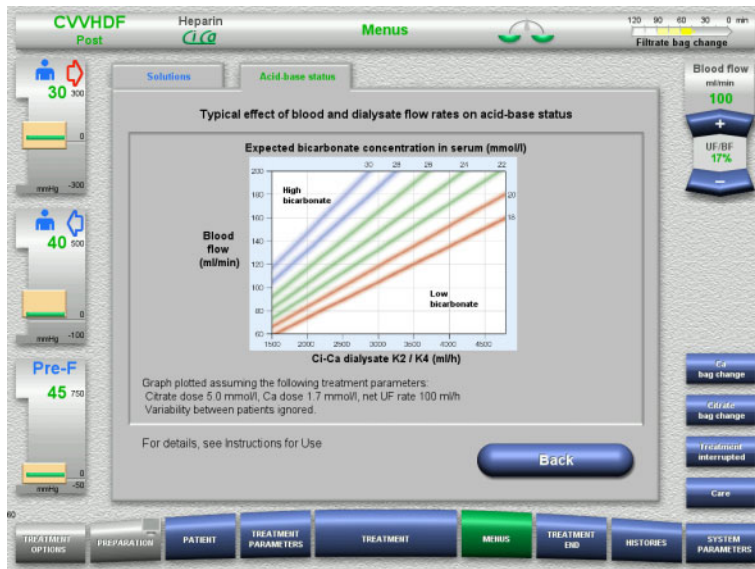 CVVHDF
Post
Heparin
CiCa
Menus
120 90 60 30 0 min
Filtrate bag change
30
300
0
mmHg -300
40
500
0
mmHg -100
Pre-F
45
750
0
mmHg -50
Solutions
Acid-base status
Typical effect of blood and dialysate flow rates on acid-base status
Expected bicarbonate concentration in serum (mmol/l)
30 28 26 24 22
200
180
160
140
120
100
80
60
High
bicarbonate
20
18
Blood
flow
(ml/min)
Low
bicarbonate
1500 2000 2500 3000 3500 4000 4500
Ci-Ca dialysate K2 / K4 (ml/h)
Graph plotted assuming the following treatment parameters:
Citrate dose 5.0 mmol/l, Ca dose 1.7 mmol/l, net UF rate 100 ml/h
Variability between patients ignored.
For details, see Instructions for Use
Back
Blood flow
ml/min
100
+
UF/BF
17%
−
Ca
bag change
Citrate
bag change
Treatment
interrupted
Care
60
TREATMENT
OPTIONS
PREPARATION
PATIENT
TREATMENT
PARAMETERS
TREATMENT
MENUS
TREATMENT
END
HISTORIES
SYSTEM
PARAMETERS